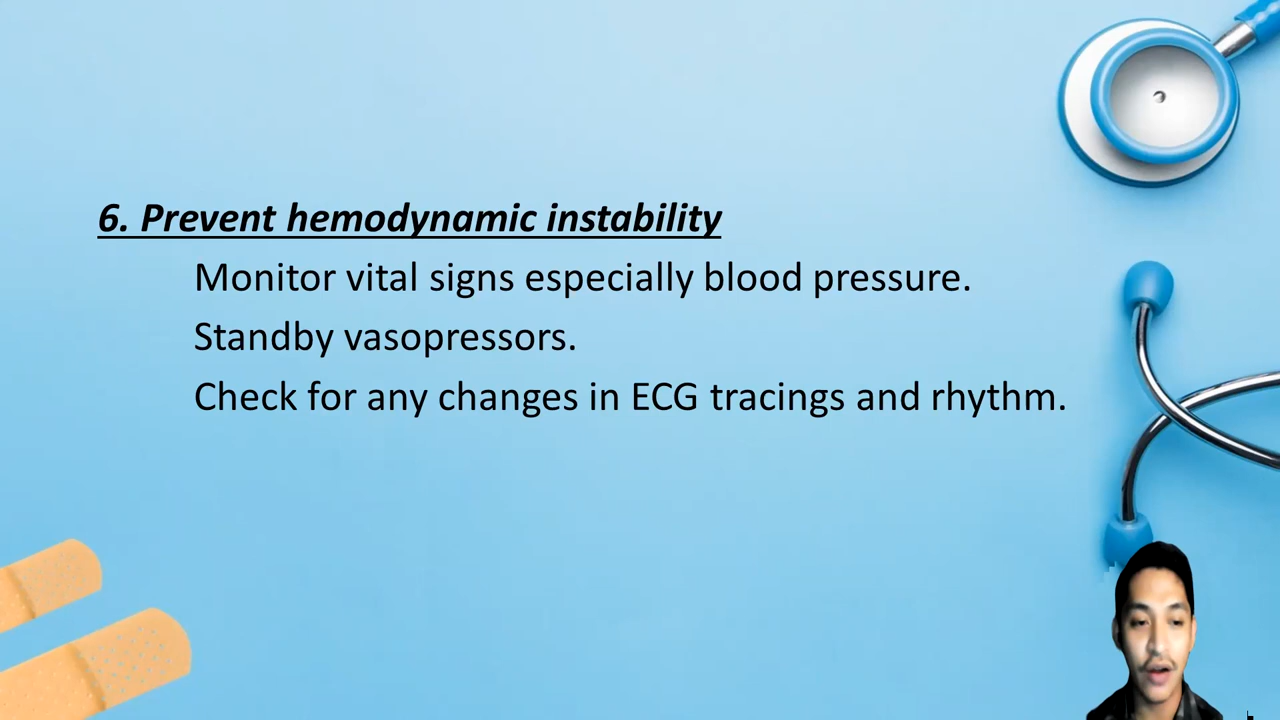 6. Prevent hemodynamic instability
Monitor vital signs especially blood pressure.
Standby vasopressors.
Check for any changes in ECG tracings and rhythm.